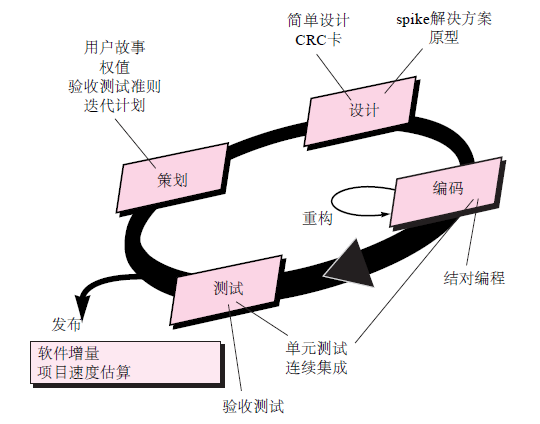 简单设计
CRC卡
spike解决方案
原型
用户故事
权值
验收测试准则
迭代计划
设计
策划
编码
重构
结对编程
测试
发布
单元测试
连续集成
软件增量
项目速度估算
验收测试